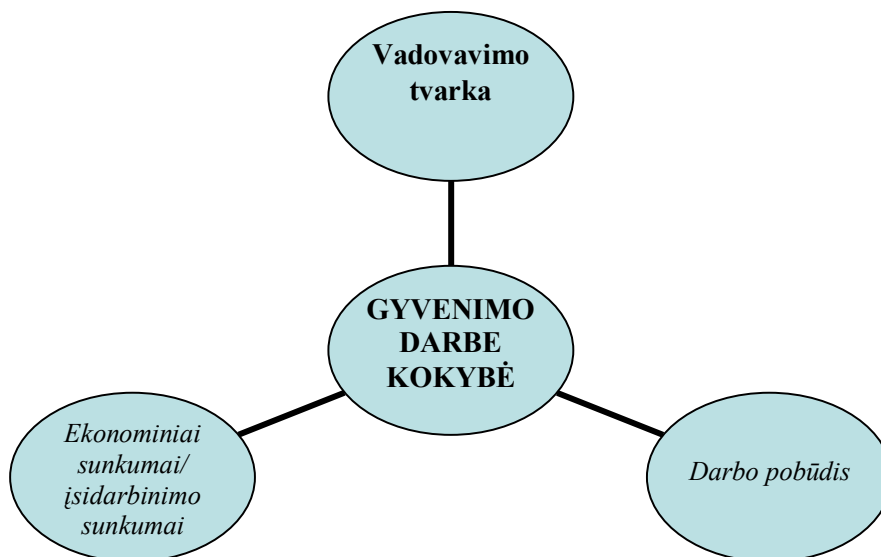 Vadovavimo
tvarka
GYVENIMO
DARBE
KOKYBĖ
Ekonominiai
sunkumai/
įsidarbinimo
sunkumai
Darbo pobūdis